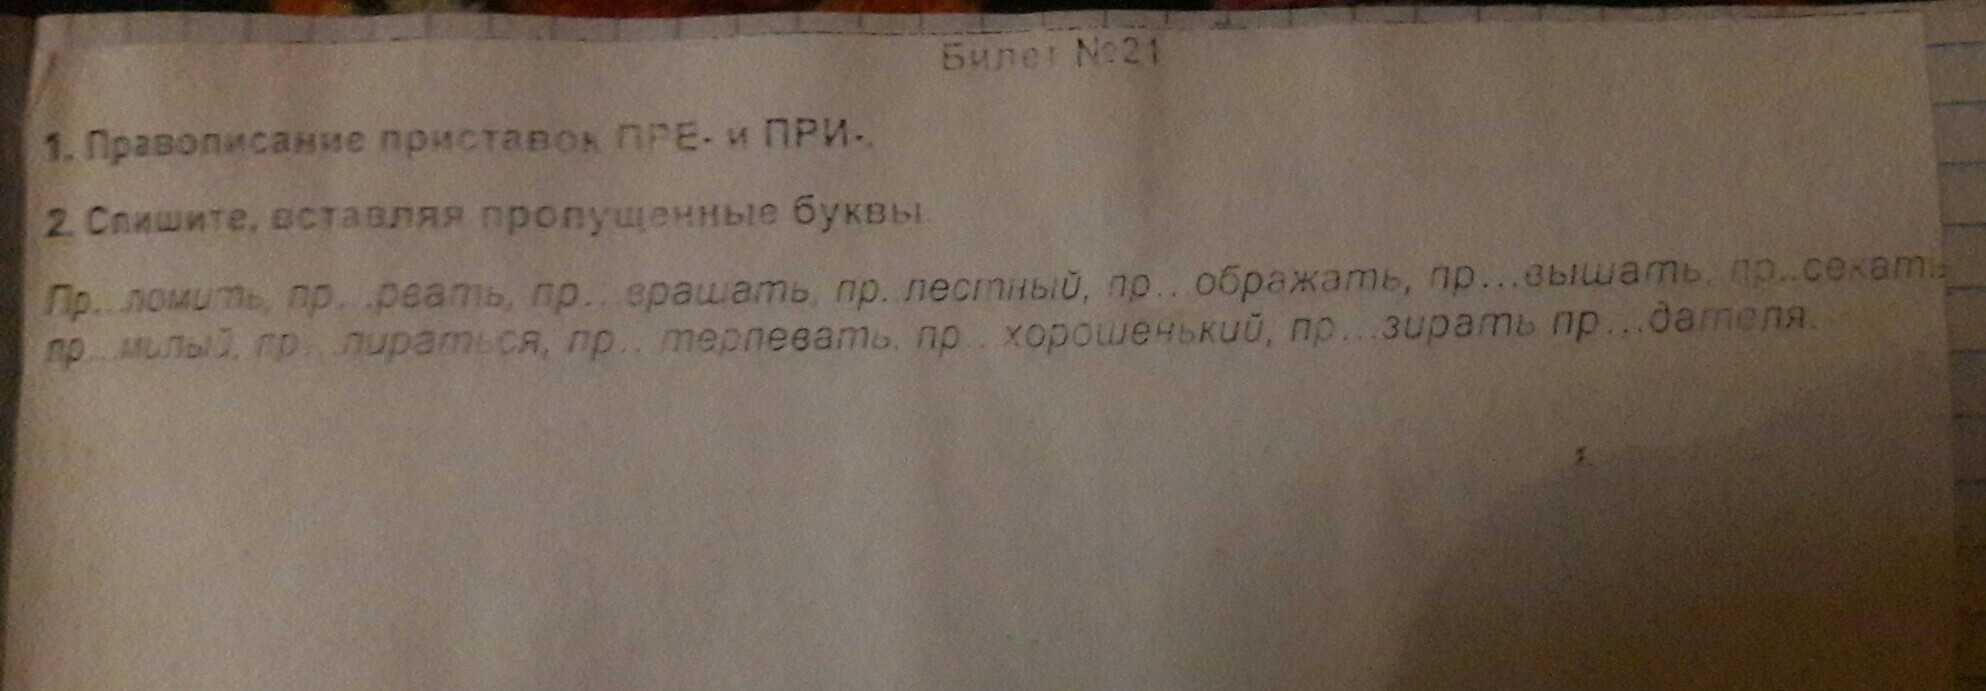 Билет №21
1. Правописание приставок ПРЕ- и ПРИ-.
2. Спишите, вставляя пропущенные буквы.
Пр...ломить, пр...рвать, пр...вращать, пр..лестный, пр...ображать, пр...вышать, пр...секать,
пр...милый, пр...пираться, пр...терпевать, пр...хорошенький, пр...зирать пр...дателя.